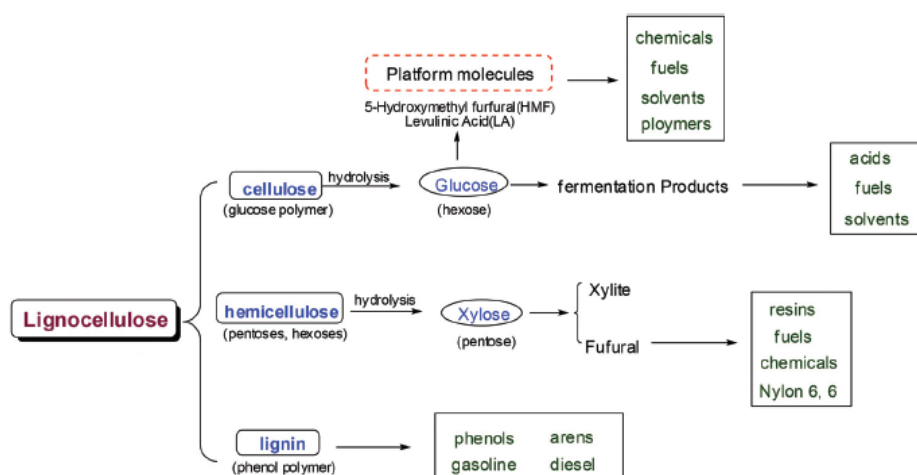 chemicals
fuels
solvents
ploymers
Platform molecules
5-Hydroxymethyl furfural(HMF)
Levulinic Acid(LA)
acids
fuels
solvents
cellulose
hydrolysis
Glucose
fermentation Products
(glucose polymer)
(hexose)
Lignocellulose
hemicellulose
hydrolysis
Xylose
Xylite
Fufural
(pentoses, hexoses)
(pentose)
resins
fuels
chemicals
Nylon 6, 6
lignin
(phenol polymer)
phenols arens
gasoline diesel